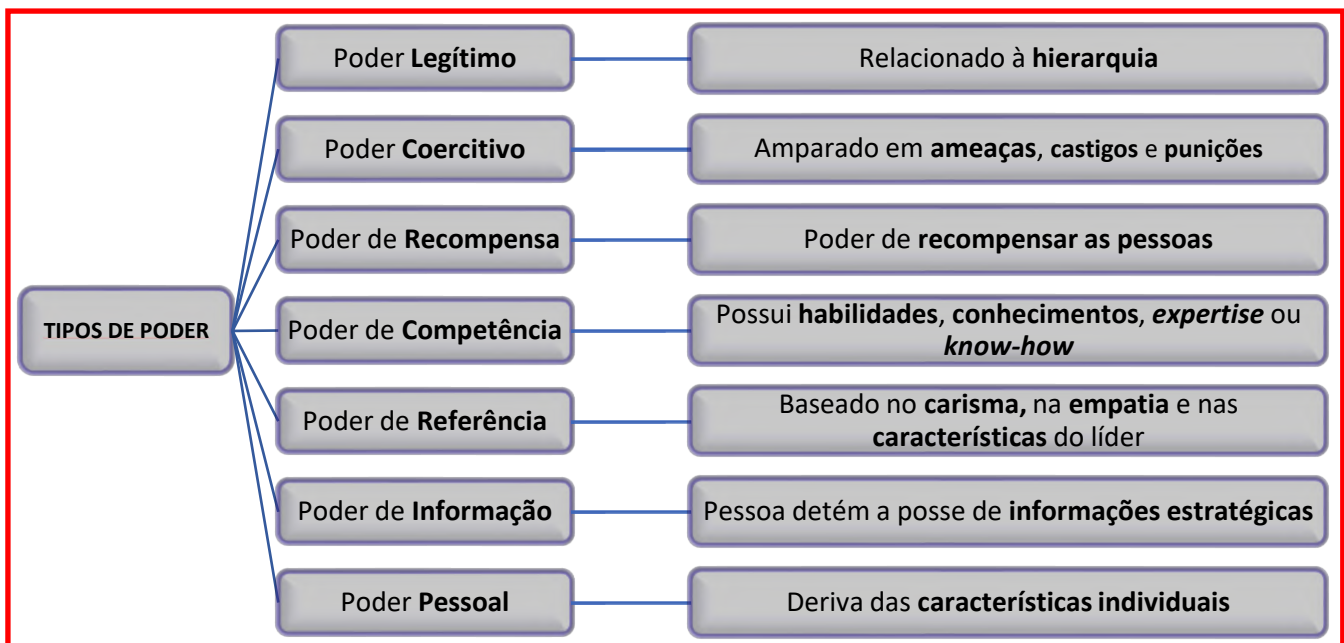 Poder Legítimo
Relacionado à hierarquia
Poder Coercitivo
Amparado em ameaças, castigos e punições
Poder de Recompensa
Poder de recompensar as pessoas
TIPOS DE PODER
Poder de Competência
Possui habilidades, conhecimentos, expertise ou
know-how
Poder de Referência
Baseado no carisma, na empatia e nas
características do líder
Poder de Informação
Pessoa detém a posse de informações estratégicas
Poder Pessoal
Deriva das características individuais